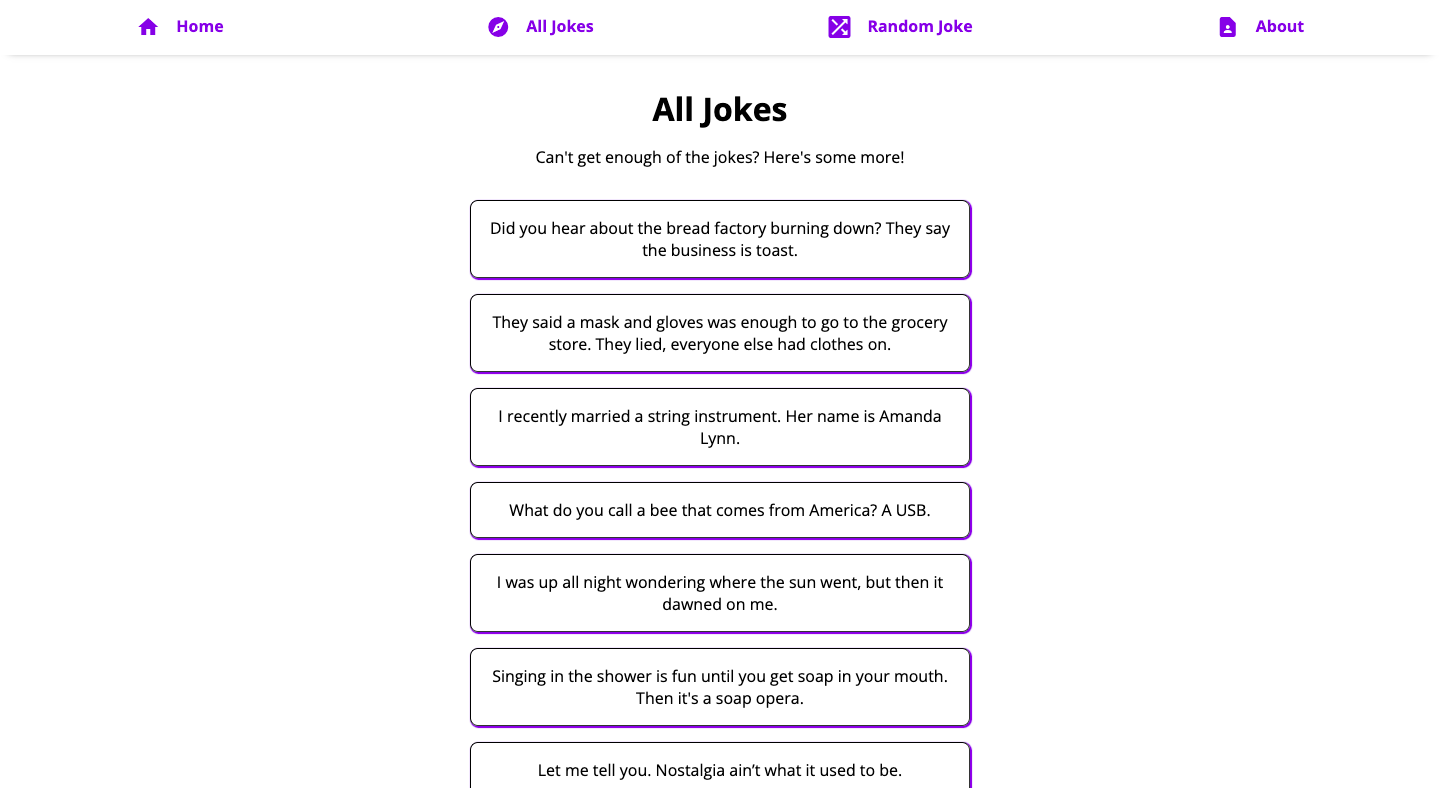 Home
All Jokes
Random Joke
About
All Jokes
Can't get enough of the jokes? Here's some more!
Did you hear about the bread factory burning down? They say
the business is toast.
They said a mask and gloves was enough to go to the grocery
store. They lied, everyone else had clothes on.
I recently married a string instrument. Her name is Amanda
Lynn.
What do you call a bee that comes from America? A USB.
I was up all night wondering where the sun went, but then it
dawned on me.
Singing in the shower is fun until you get soap in your mouth.
Then it's a soap opera.
Let me tell you. Nostalgia ain’t what it used to be.